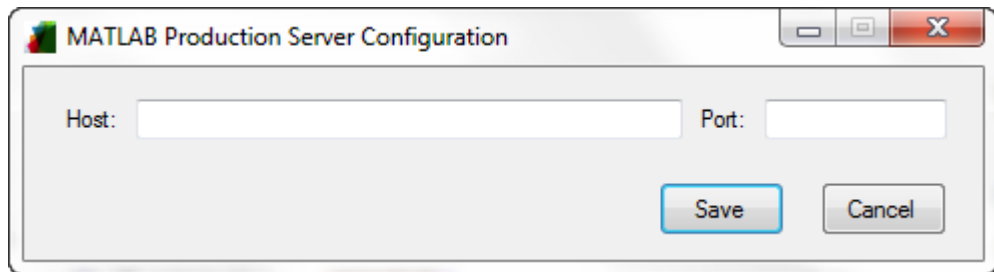 MATLAB Production Server Configuration
Host: Port:
Save Cancel